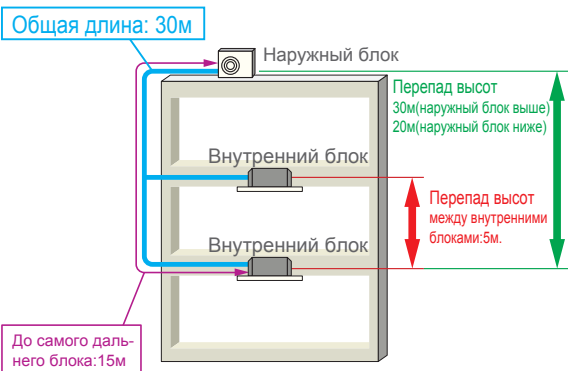 Общая длина: 30м
Наружный блок
Перепад высот
30м(наружный блок выше)
20м(наружный блок ниже)
Внутренний блок
Перепад высот
между внутренними
блоками:5м.
Внутренний блок
До самого даль-
него блока:15м